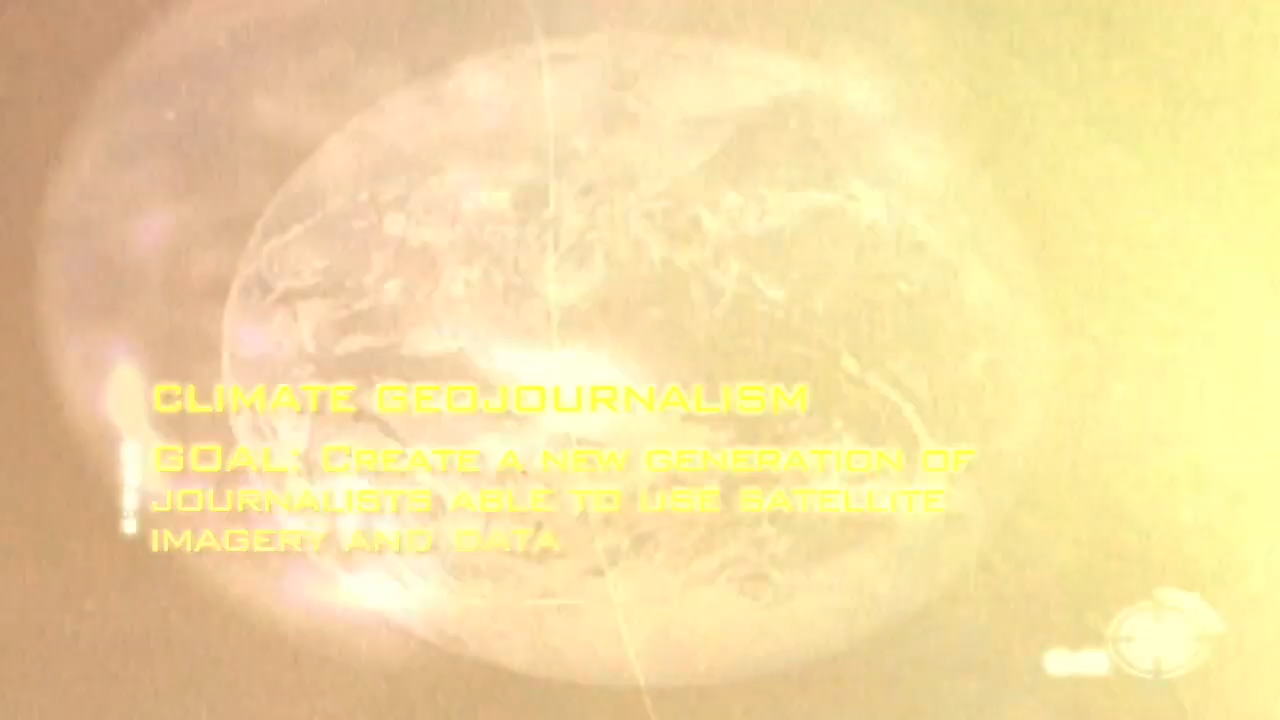 CLIMATE GEOJOURNALISM
GOAL: CREATE A NEW GENERATION OF
JOURNALISTS ABLE TO USE SATELLITE
IMAGERY AND DATA